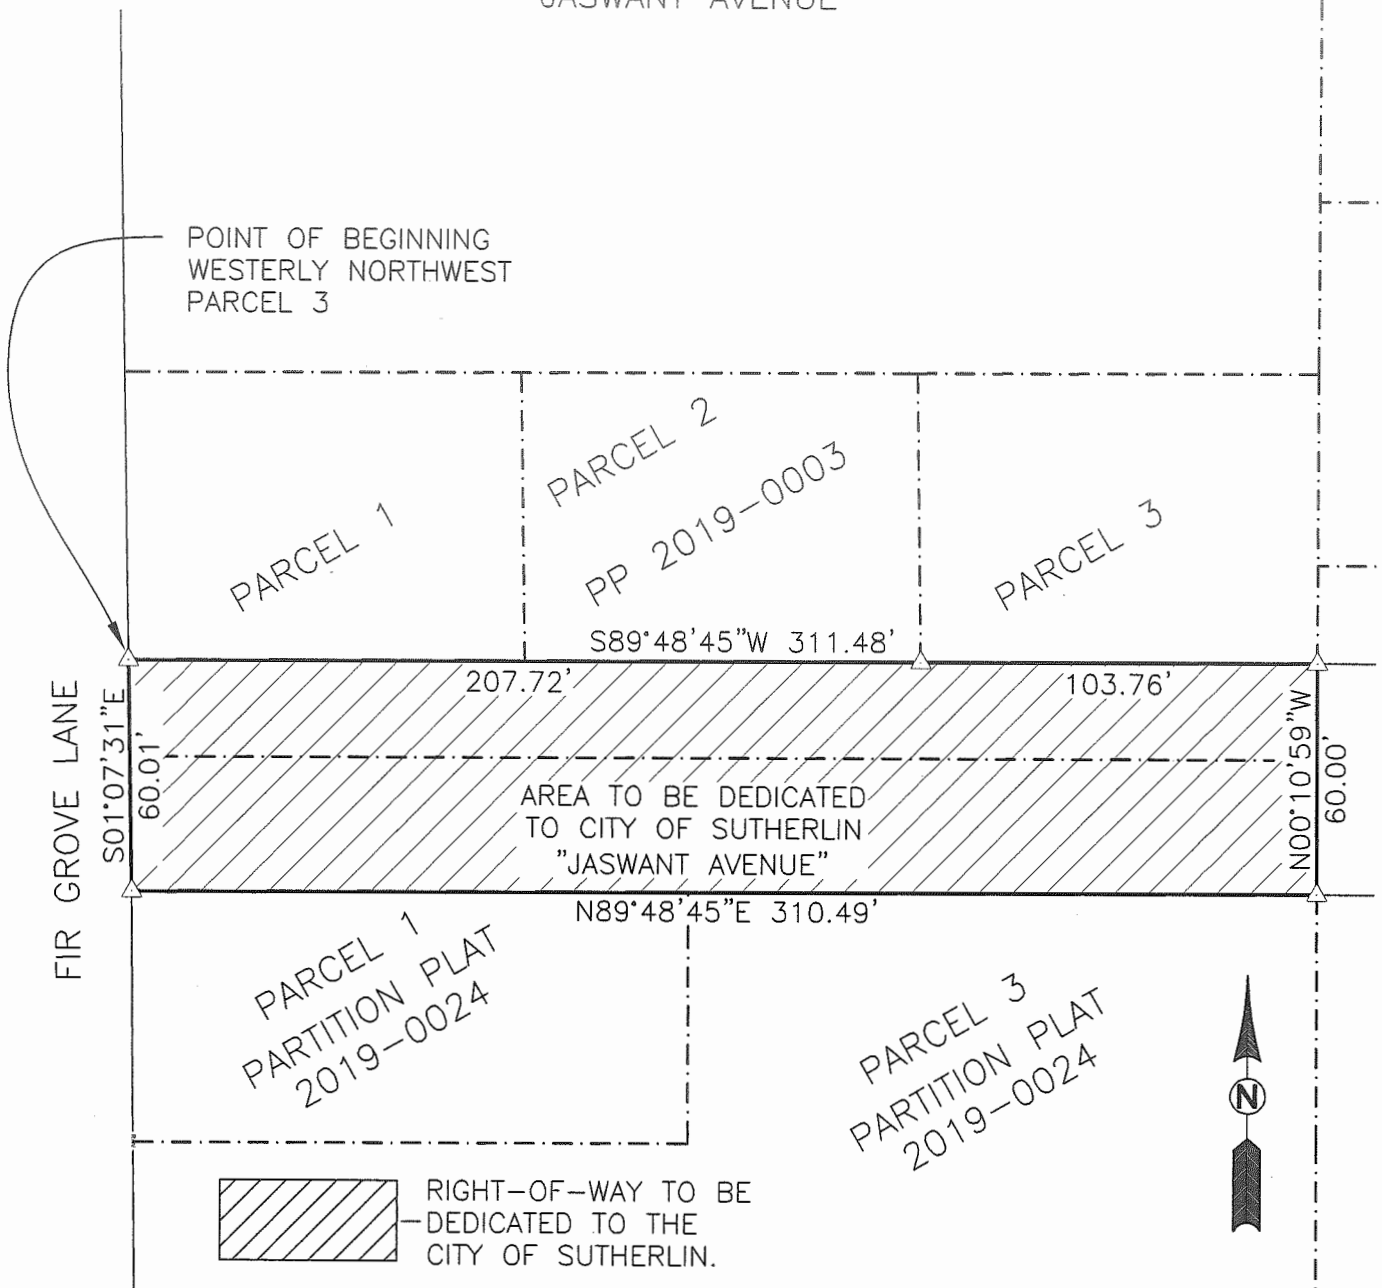 JASWANT AVENUE
POINT OF BEGINNING
WESTERLY NORTHWEST
PARCEL 3
PARCEL 1
PARCEL 2
PP 2019-0003
PARCEL 3
S89°48'45"W 311.48'
207.72'
103.76'
FIR GROVE LANE
S01°07'31"E
60.01'
AREA TO BE DEDICATED
TO CITY OF SUTHERLIN
"JASWANT AVENUE"
N00°10'59"W
60.00'
N89°48'45"E 310.49'
PARCEL 1
PARTITION PLAT
2019-0024
PARCEL 3
PARTITION PLAT
2019-0024
N
RIGHT-OF-WAY TO BE
DEDICATED TO THE
CITY OF SUTHERLIN.